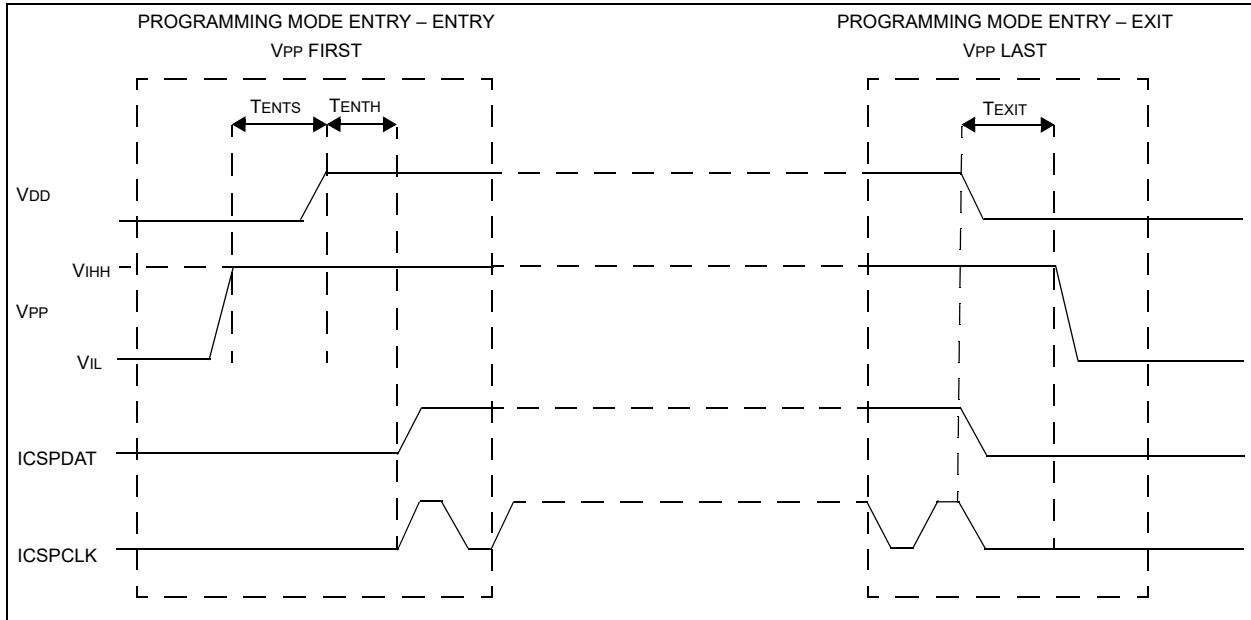 PROGRAMMING MODE ENTRY – ENTRY
VPP FIRST
PROGRAMMING MODE ENTRY – EXIT
VPP LAST
TENTS
TENTH
TEXIT
VDD
VIHH
VPP
VIL
ICSPDAT
ICSPCLK